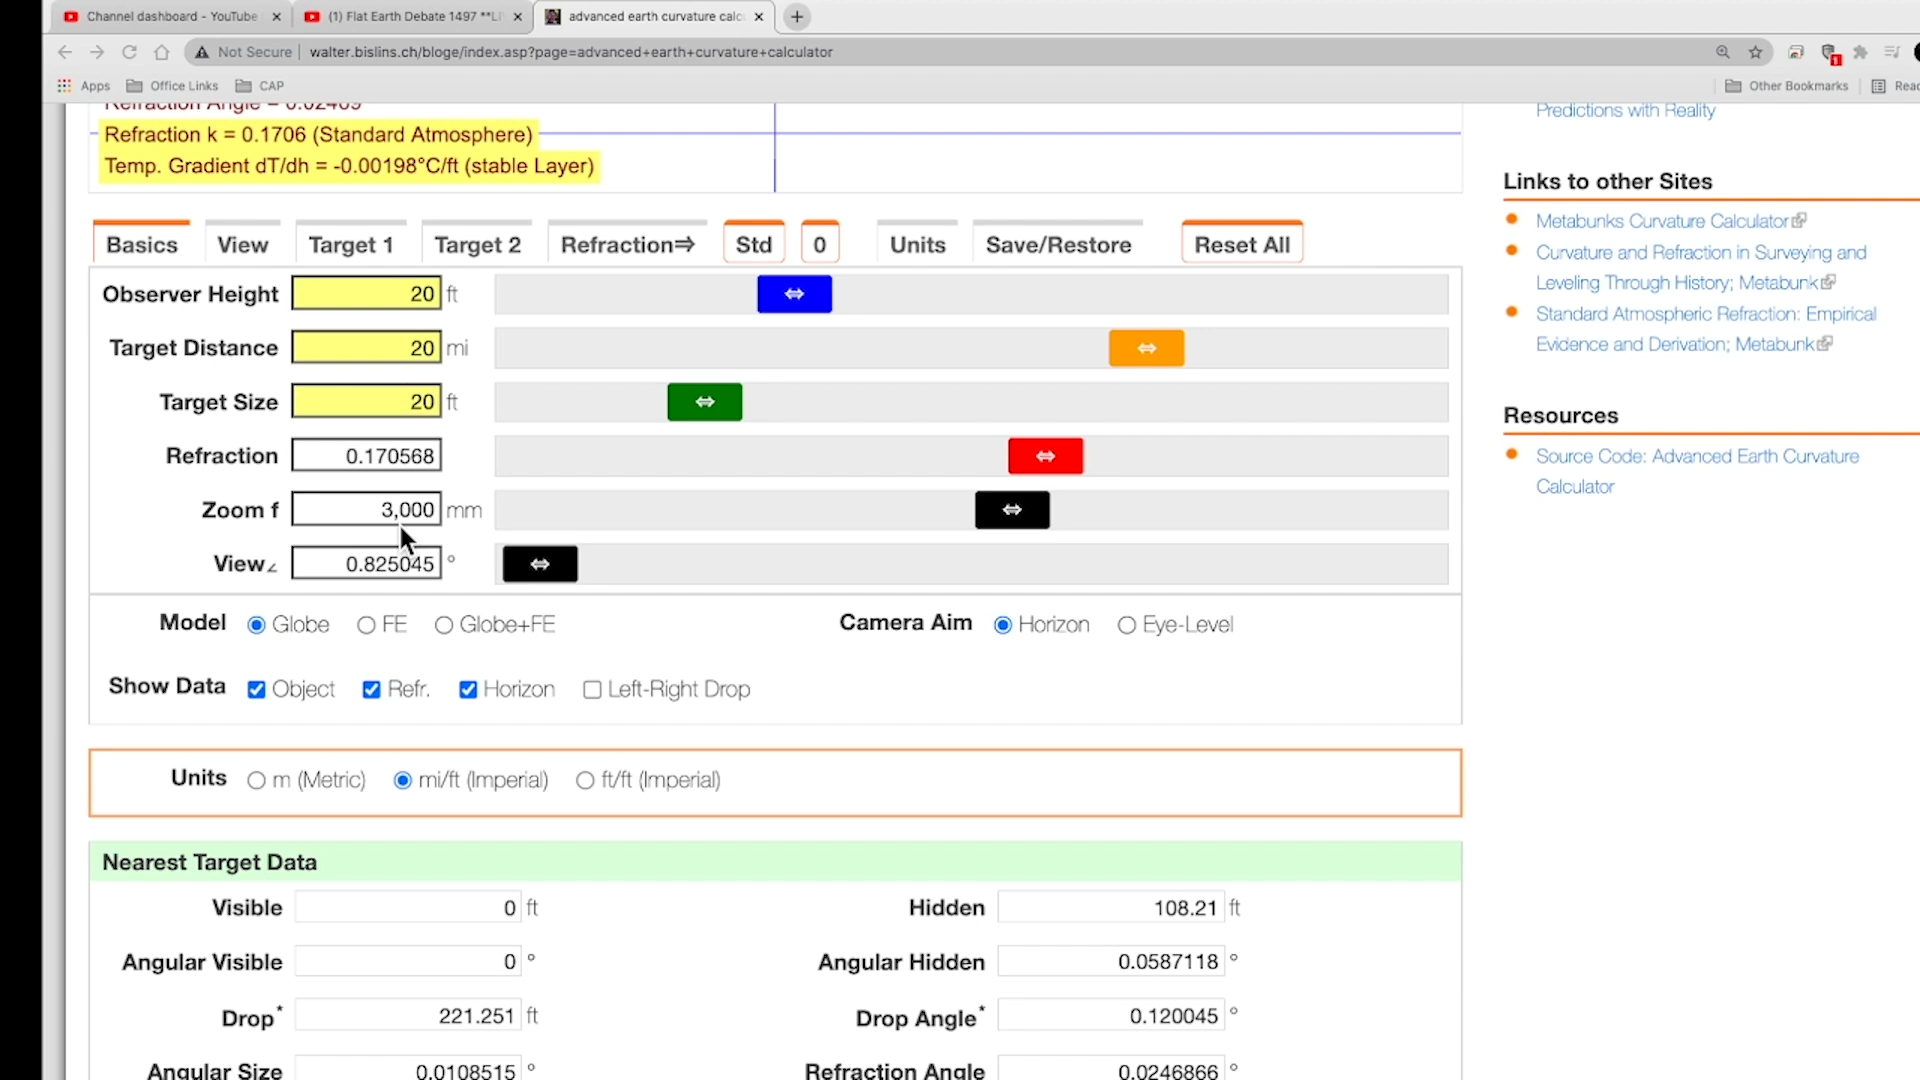 Channel dashboard - YouTube
(1) Flat Earth Debate 1497 **LI
advanced earth curvature calc
Not Secure
walter.bislins.ch/bloge/index.asp?page=advanced+earth+curvature+calculator
1
Apps
Office Links
CAP
Other Bookmarks
Reac
Refraction Angle = 0.02469°
Refraction k = 0.1706 (Standard Atmosphere)
Temp. Gradient dT/dh = -0.00198°C/ft (stable Layer)
Predictions with Reality
Links to other Sites
Metabunks Curvature Calculator
Curvature and Refraction in Surveying and
Leveling Through History; Metabunk
Standard Atmospheric Refraction: Empirical
Evidence and Derivation; Metabunk
Resources
Source Code: Advanced Earth Curvature
Calculator
Basics View Target 1 Target 2 Refraction⇒ Std 0 Units Save/Restore Reset All
Observer Height 20 ft
Target Distance 20 mi
Target Size 20 ft
Refraction 0.170568
Zoom f 3,000 mm
View∠ 0.825045 °
Model Globe FE Globe+FE Camera Aim Horizon Eye-Level
Show Data Object Refr. Horizon Left-Right Drop
Units m (Metric) mi/ft (Imperial) ft/ft (Imperial)
Nearest Target Data
Visible 0 ft Hidden 108.21 ft
Angular Visible 0 ° Angular Hidden 0.0587118 °
Drop* 221.251 ft Drop Angle* 0.120045 °
Angular Size 0.0108515 ° Refraction Angle 0.0246866 °